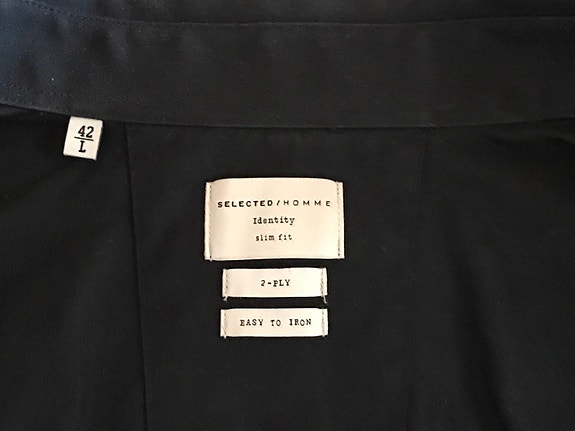 42
L
SELECTED/HOMME
Identity
slim fit
2-PLY
EASY TO IRON